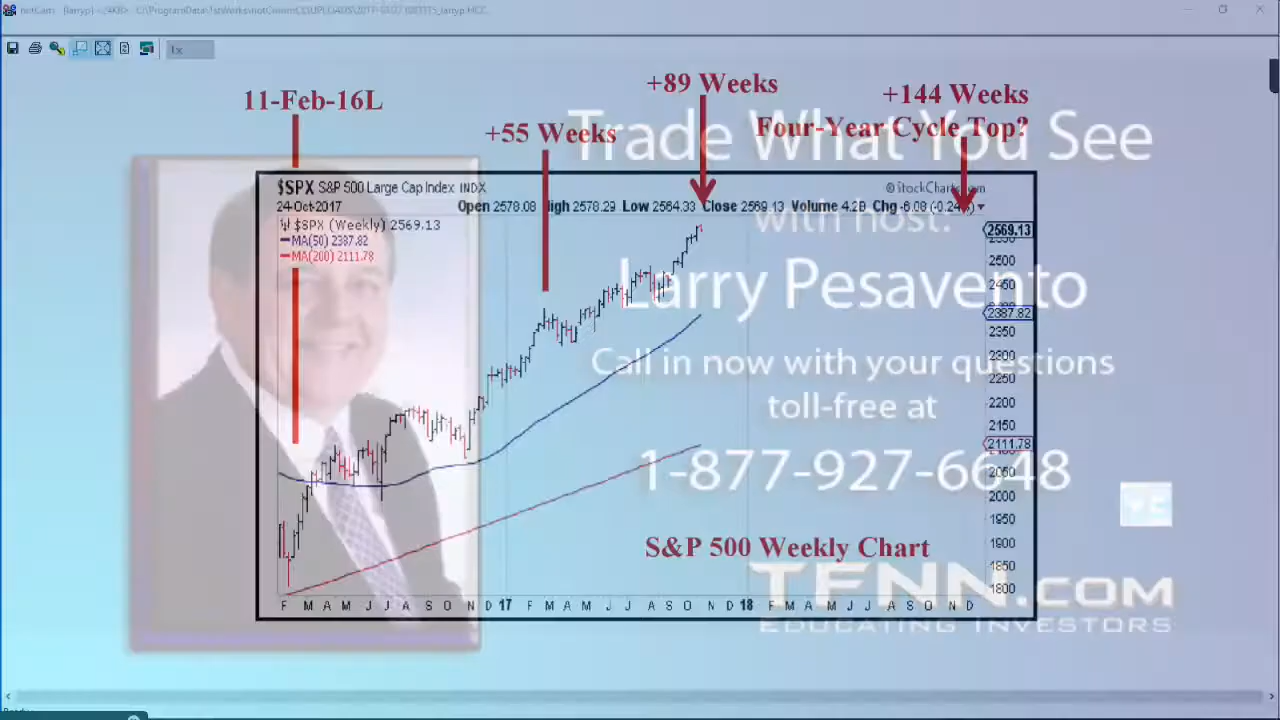 1x
11-Feb-16L
+55 Weeks
+89 Weeks
+144 Weeks
Four-Year Cycle Top?
Trade What You See
with host:
Larry Pesavento
Call in now with your questions
toll-free at
1-877-927-6648
$SPX S&P 500 Large Cap Index INDX
© StockCharts.com
24-Oct-2017
Open 2578.08 High 2578.29 Low 2564.33 Close 2569.13 Volume 4.2B Chg -6.08 (-0.24%)
$SPX (Weekly) 2569.13
MA(50) 2387.82
MA(200) 2111.78
2569.13
2550
2500
2450
2400
2387.82
2350
2300
2250
2200
2150
2111.78
2050
2000
1950
1900
1850
1800
S&P 500 Weekly Chart
F M A M J J A S O N D 17 F M A M J J A S O N D 18 F M A M J J A S O N D
TFNN.COM
EDUCATING INVESTORS